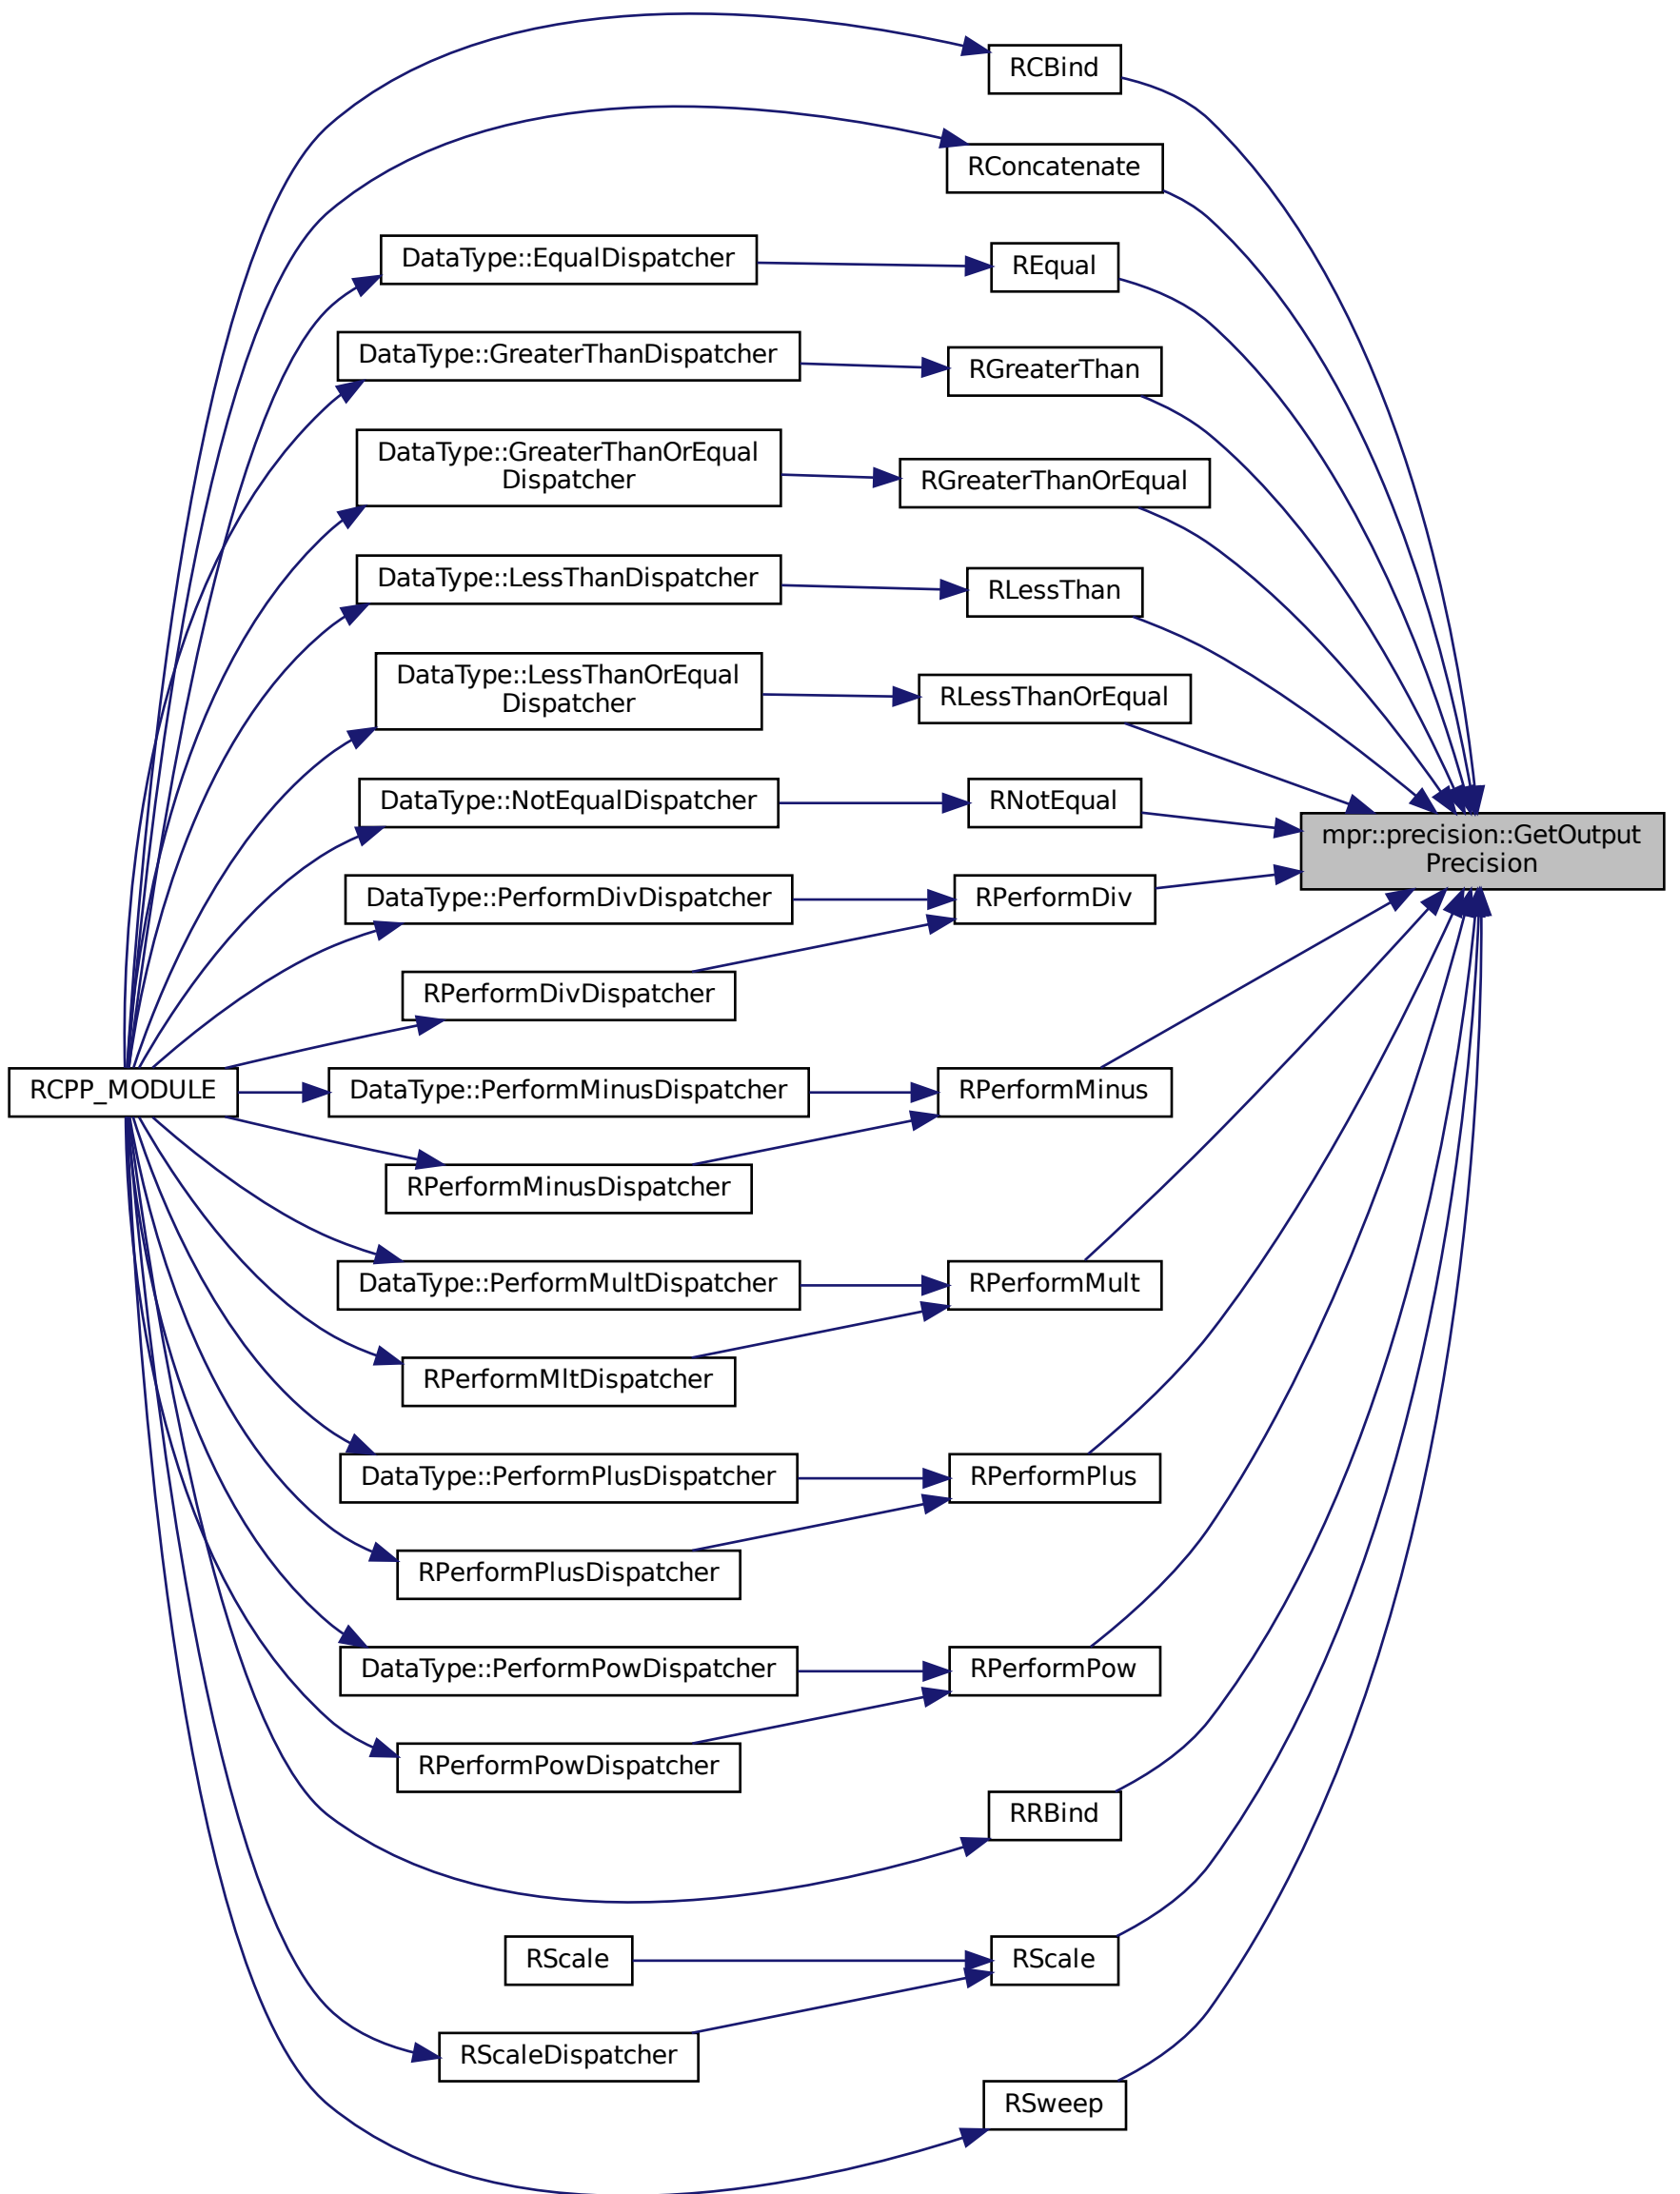 RCBind
RConcatenate
DataType::EqualDispatcher
REqual
DataType::GreaterThanDispatcher
RGreaterThan
DataType::GreaterThanOrEqual
Dispatcher
RGreaterThanOrEqual
DataType::LessThanDispatcher
RLessThan
DataType::LessThanOrEqual
Dispatcher
RLessThanOrEqual
DataType::NotEqualDispatcher
RNotEqual
mpr::precision::GetOutput
Precision
DataType::PerformDivDispatcher
RPerformDiv
RPerformDivDispatcher
RCPP_MODULE
DataType::PerformMinusDispatcher
RPerformMinus
RPerformMinusDispatcher
DataType::PerformMultDispatcher
RPerformMult
RPerformMltDispatcher
DataType::PerformPlusDispatcher
RPerformPlus
RPerformPlusDispatcher
DataType::PerformPowDispatcher
RPerformPow
RPerformPowDispatcher
RRBind
RScale
RScale
RScaleDispatcher
RSweep